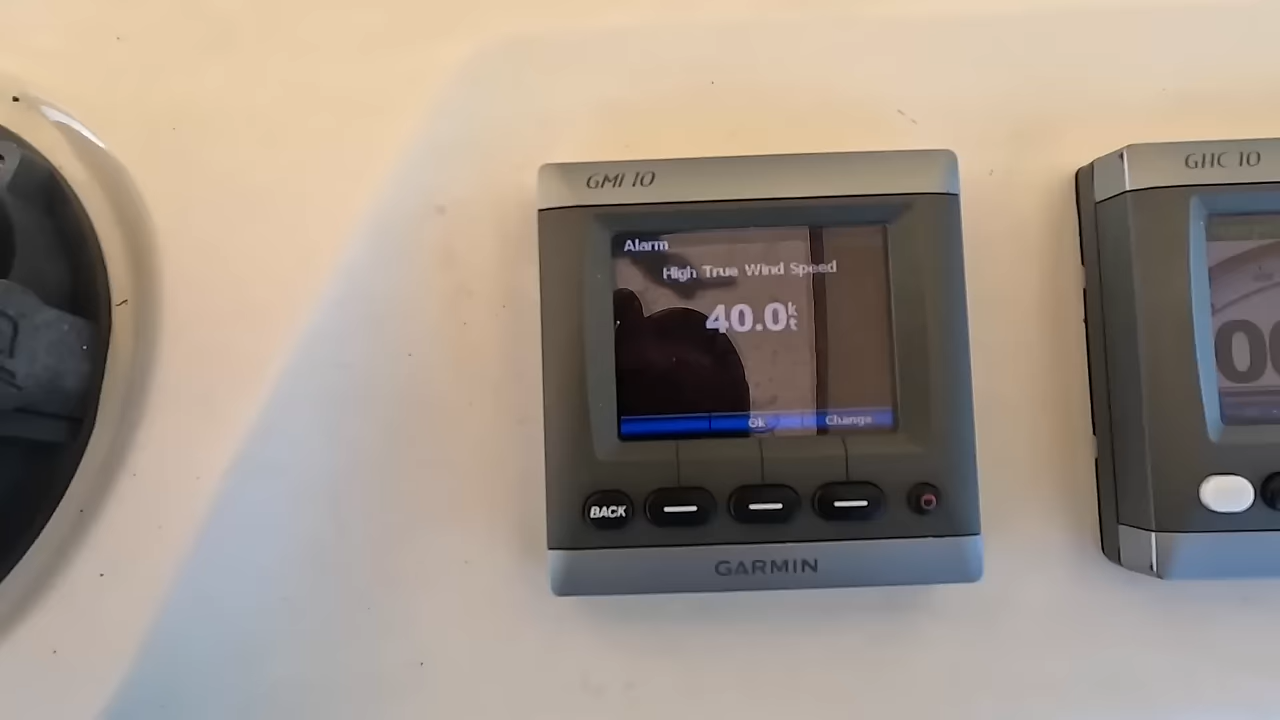 GMI 10
Alarm
High True Wind Speed
40.0kt
Ok Change
BACK
GARMIN
GHC 10